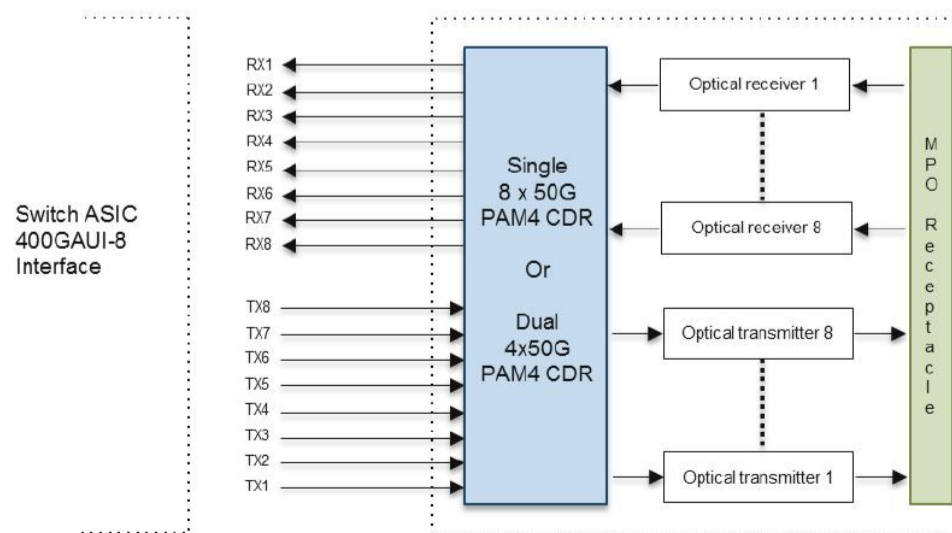 Switch ASIC
400GAUI-8
Interface
RX1
RX2
RX3
RX4
RX5
RX6
RX7
RX8
TX8
TX7
TX6
TX5
TX4
TX3
TX2
TX1
Single
8 x 50G
PAM4 CDR
Or
Dual
4x50G
PAM4 CDR
Optical receiver 1
Optical receiver 8
Optical transmitter 8
Optical transmitter 1
MPO Receptacle